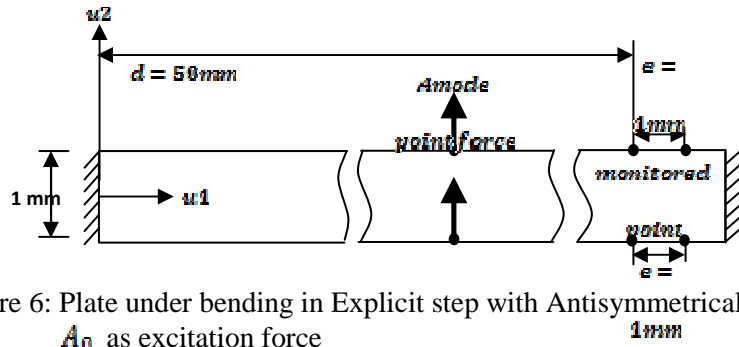 u2
d = 50mm
e =
Amode
1mm
point force
monitored
1 mm
u1
point
e =
re 6: Plate under bending in Explicit step with Antisymmetrical
A0 as excitation force
1mm